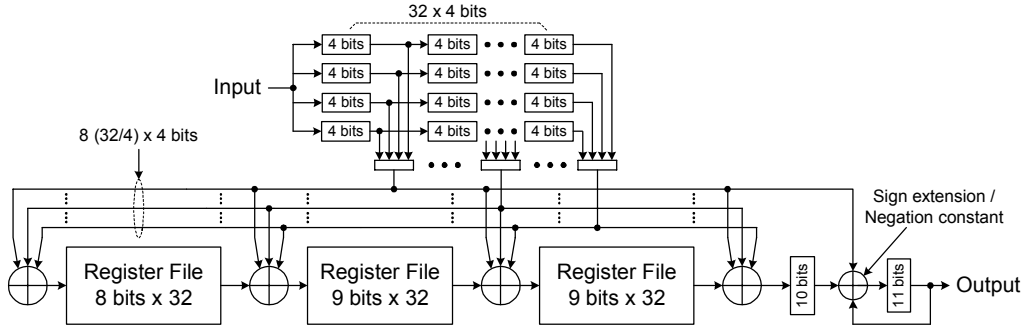 32 x 4 bits
4 bits 4 bits 4 bits
4 bits 4 bits 4 bits
Input
4 bits 4 bits 4 bits
4 bits 4 bits 4 bits
8 (32/4) x 4 bits
Sign extension /
Negation constant
Register File
8 bits x 32
Register File
9 bits x 32
Register File
9 bits x 32
10 bits
11 bits
Output